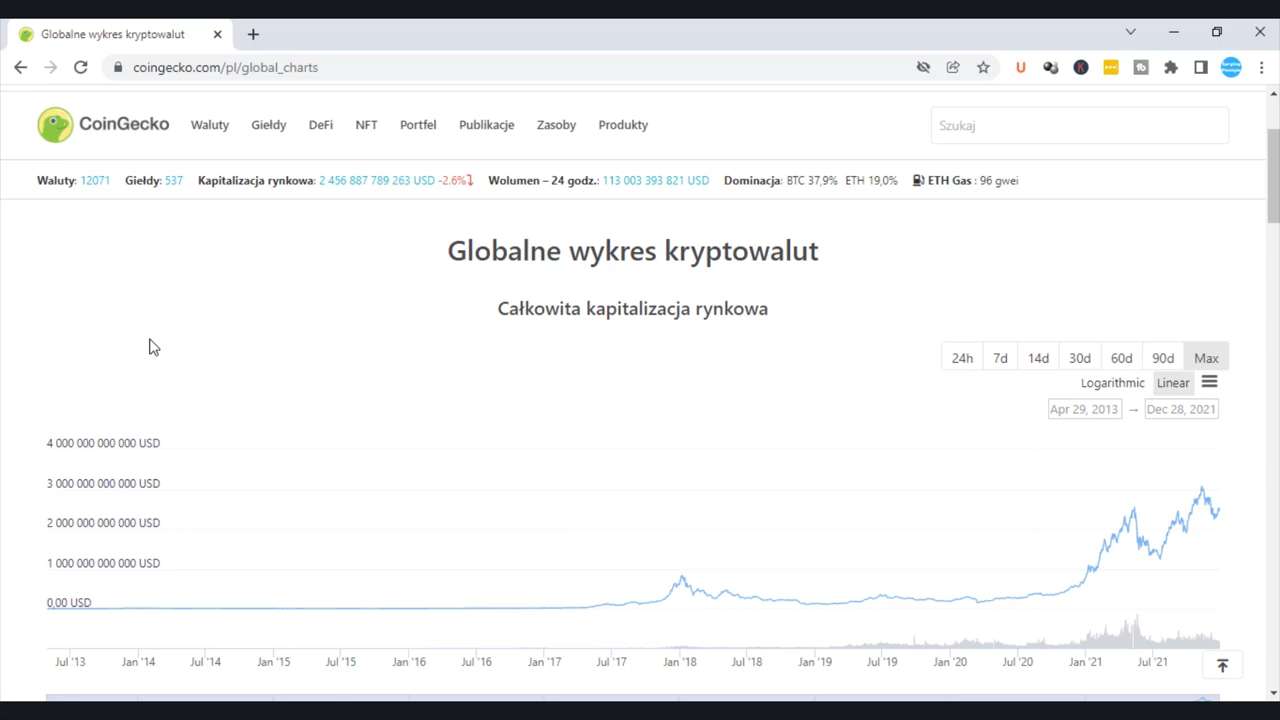 Globalne wykres kryptowalut
coingecko.com/pl/global_charts
CoinGecko Waluty Giełdy DeFi NFT Portfel Publikacje Zasoby Produkty Szukaj
Waluty: 12071 Giełdy: 537 Kapitalizacja rynkowa: 2 456 887 789 263 USD -2.6% Wolumen – 24 godz.: 113 003 393 821 USD Dominacja: BTC 37,9% ETH 19,0% ETH Gas : 96 gwei
Globalne wykres kryptowalut
Całkowita kapitalizacja rynkowa
24h 7d 14d 30d 60d 90d Max
Logarithmic Linear
Apr 29, 2013 → Dec 28, 2021
4 000 000 000 000 USD
3 000 000 000 000 USD
2 000 000 000 000 USD
1 000 000 000 000 USD
0,00 USD
Jul '13 Jan '14 Jul '14 Jan '15 Jul '15 Jan '16 Jul '16 Jan '17 Jul '17 Jan '18 Jul '18 Jan '19 Jul '19 Jan '20 Jul '20 Jan '21 Jul '21